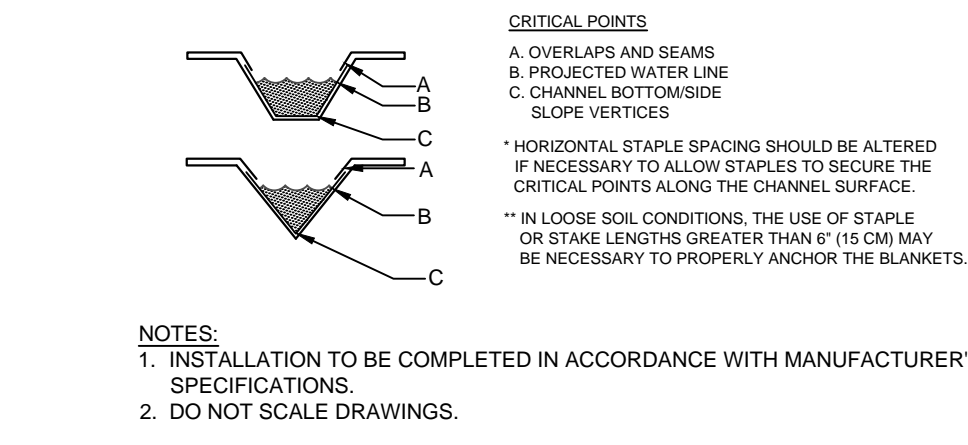 CRITICAL POINTS
A. OVERLAPS AND SEAMS
B. PROJECTED WATER LINE
C. CHANNEL BOTTOM/SIDE
SLOPE VERTICES
A
B
C
* HORIZONTAL STAPLE SPACING SHOULD BE ALTERED
IF NECESSARY TO ALLOW STAPLES TO SECURE THE
CRITICAL POINTS ALONG THE CHANNEL SURFACE.
A
B
C
** IN LOOSE SOIL CONDITIONS, THE USE OF STAPLE
OR STAKE LENGTHS GREATER THAN 6" (15 CM) MAY
BE NECESSARY TO PROPERLY ANCHOR THE BLANKETS.
NOTES:
1. INSTALLATION TO BE COMPLETED IN ACCORDANCE WITH MANUFACTURER'
SPECIFICATIONS.
2. DO NOT SCALE DRAWINGS.